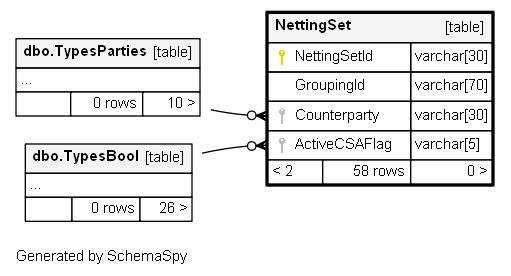 NettingSet [table]
NettingSetId varchar[30]
GroupingId varchar[70]
Counterparty varchar[30]
ActiveCSAFlag varchar[5]
< 2 58 rows 0 >
dbo.TypesParties [table]
...
0 rows 10 >
dbo.TypesBool [table]
...
0 rows 26 >
Generated by SchemaSpy